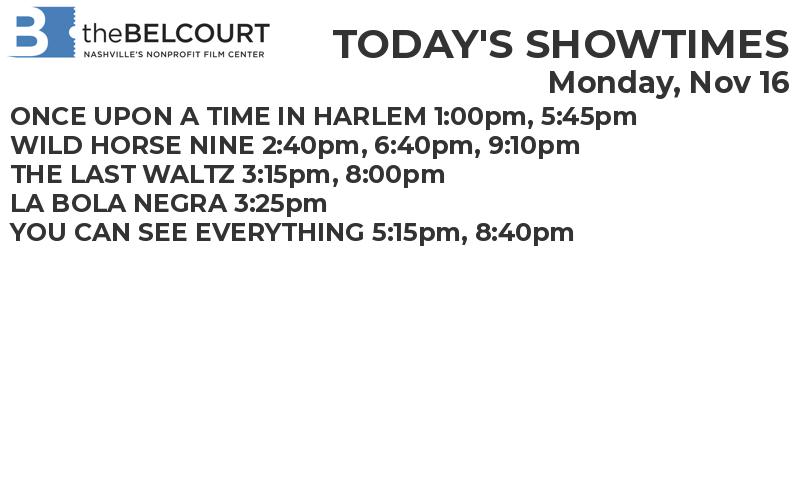 B theBELCOURT
NASHVILLE'S NONPROFIT FILM CENTER
TODAY'S SHOWTIMES
Monday, Nov 16
ONCE UPON A TIME IN HARLEM 1:00pm, 5:45pm
WILD HORSE NINE 2:40pm, 6:40pm, 9:10pm
THE LAST WALTZ 3:15pm, 8:00pm
LA BOLA NEGRA 3:25pm
YOU CAN SEE EVERYTHING 5:15pm, 8:40pm